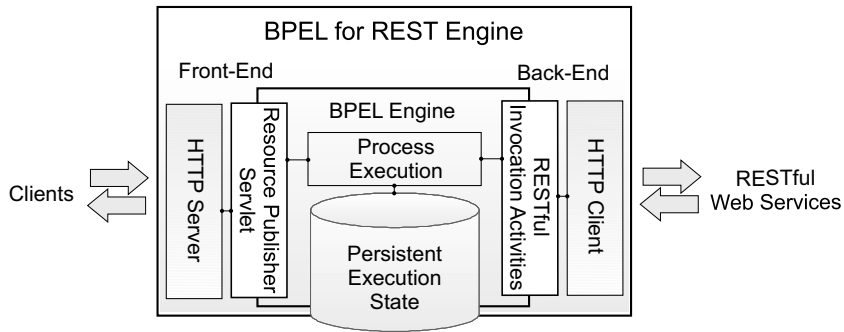 BPEL for REST Engine
Front-End
Back-End
BPEL Engine
HTTP Server
Resource Publisher
Servlet
Process
Execution
RESTful
Invocation Activities
HTTP Client
Clients
RESTful
Web Services
Persistent
Execution
State